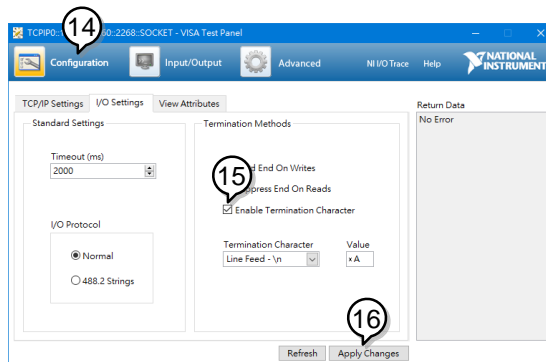 TCPIP0::1 50::2268::SOCKET - VISA Test Panel
14
Configuration Input/Output Advanced NI I/O Trace Help NATIONAL INSTRUMENT
TCP/IP Settings I/O Settings View Attributes
Return Data
No Error
Standard Settings
Timeout (ms)
2000
I/O Protocol
Normal
488.2 Strings
Termination Methods
End On Writes
15
End On Reads
Enable Termination Character
Termination Character Value
Line Feed - \n xA
16
Refresh Apply Changes